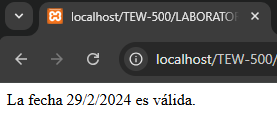 localhost/TEW-500/LABORATOR
localhost/TEW-500/
La fecha 29/2/2024 es válida.